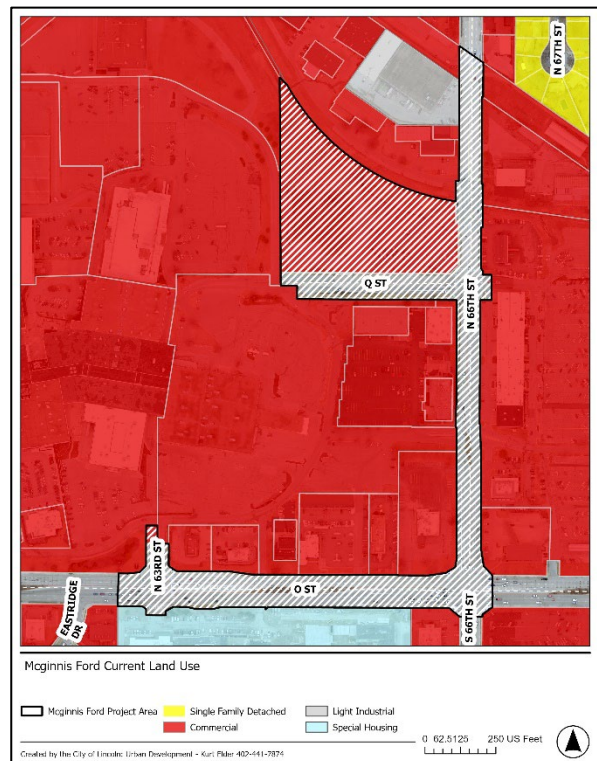 N 67TH ST
Q ST
N 66TH ST
N 63RD ST
O ST
EASTRIDGE
DR
S 66TH ST
Mcginnis Ford Current Land Use
Mcginnis Ford Project Area
Single Family Detached
Light Industrial
Commercial
Special Housing
0 62.5125 250 US Feet
Created by the City of Lincoln: Urban Development - Kurt Elder 402-441-7874